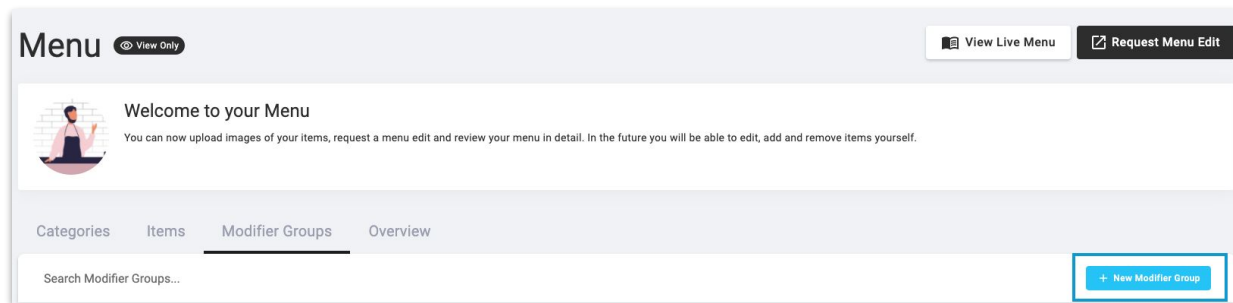 Menu View Only View Live Menu Request Menu Edit
Welcome to your Menu
You can now upload images of your items, request a menu edit and review your menu in detail. In the future you will be able to edit, add and remove items yourself.
Categories Items Modifier Groups Overview
Search Modifier Groups... + New Modifier Group